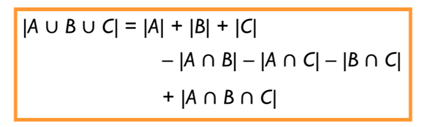 |A ∪ B ∪ C| = |A| + |B| + |C|
− |A ∩ B| − |A ∩ C| − |B ∩ C|
+ |A ∩ B ∩ C|